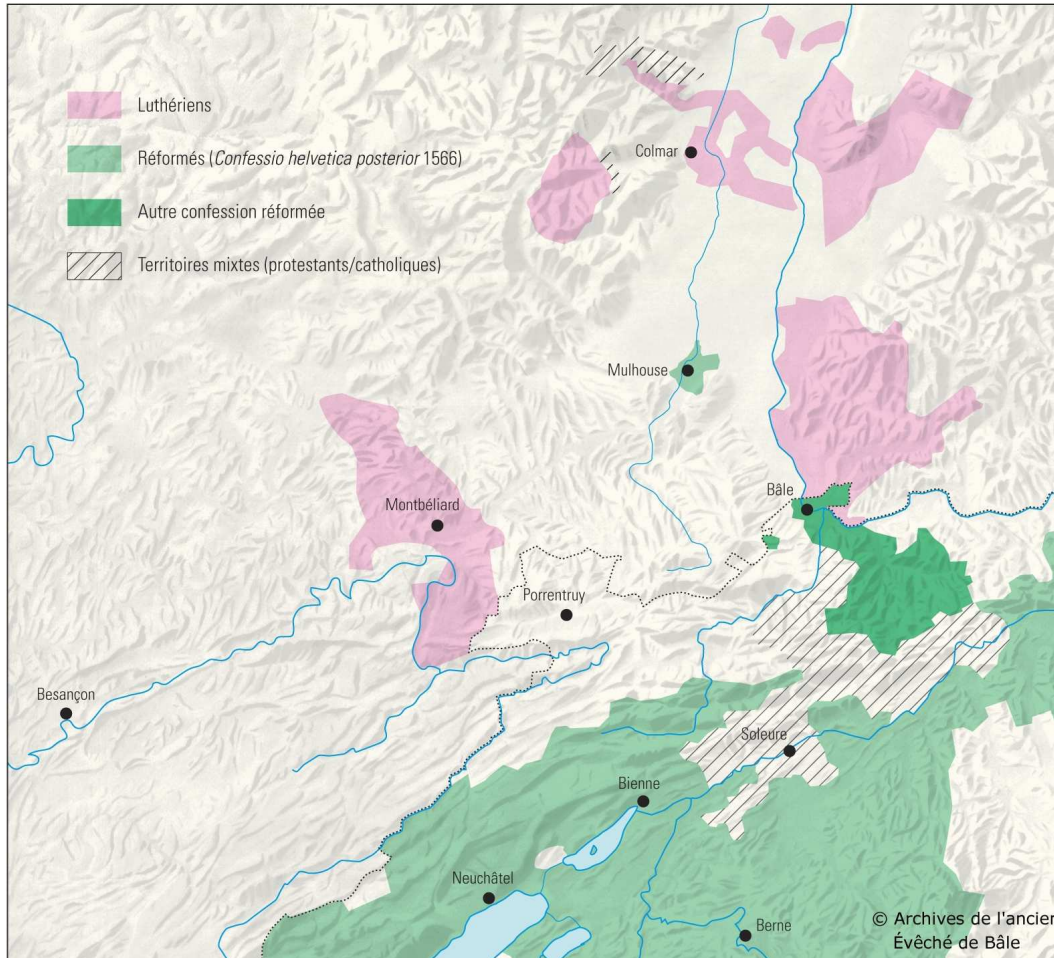 Luthériens
Réformés (Confessio helvetica posterior 1566)
Autre confession réformée
Territoires mixtes (protestants/catholiques)
Colmar
Mulhouse
Bâle
Montbéliard
Porrentruy
Besançon
Soleure
Bienne
Neuchâtel
Berne
© Archives de l'ancien
Évêché de Bâle